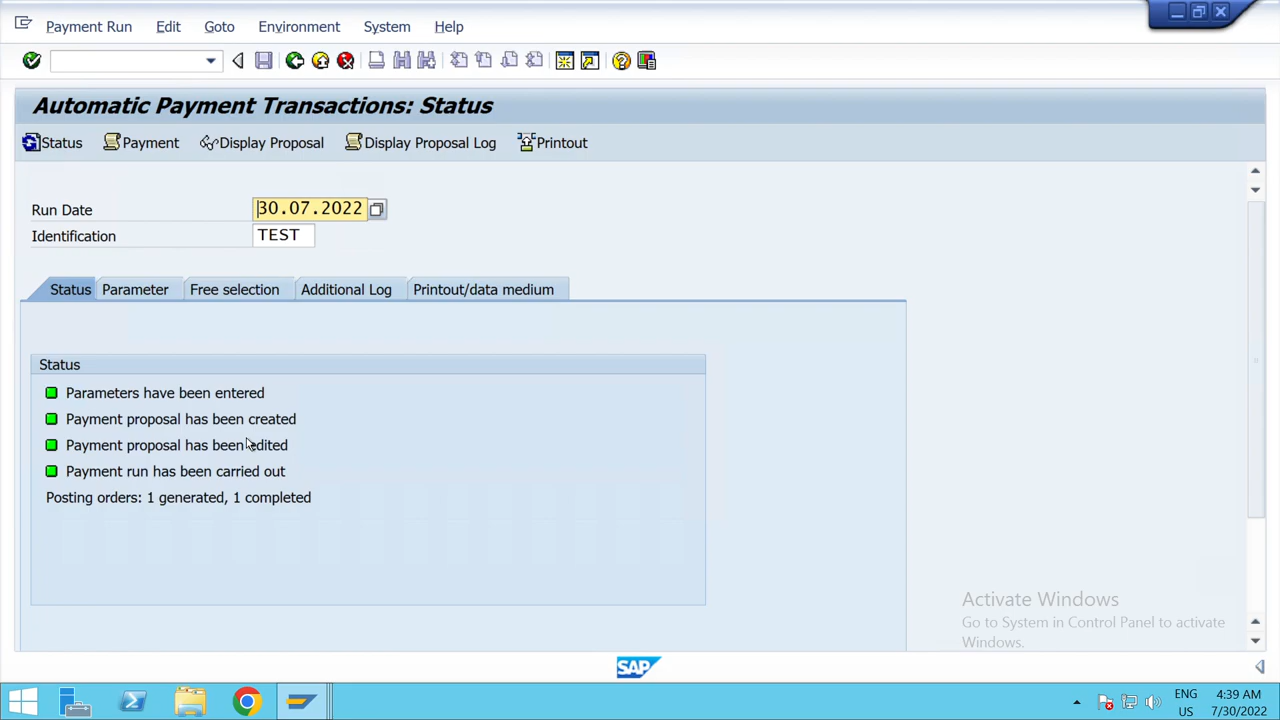 Payment Run Edit Goto Environment System Help
Automatic Payment Transactions: Status
Status Payment Display Proposal Display Proposal Log Printout
Run Date 30.07.2022
Identification TEST
Status Parameter Free selection Additional Log Printout/data medium
Status
Parameters have been entered
Payment proposal has been created
Payment proposal has been edited
Payment run has been carried out
Posting orders: 1 generated, 1 completed
Activate Windows
Go to System in Control Panel to activate
Windows.
SAP
ENG 4:39 AM
US 7/30/2022